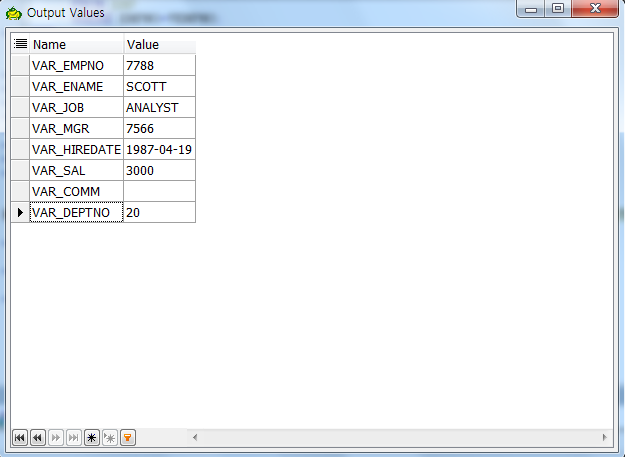 Output Values
Name Value
VAR_EMPNO 7788
VAR_ENAME SCOTT
VAR_JOB ANALYST
VAR_MGR 7566
VAR_HIREDATE 1987-04-19
VAR_SAL 3000
VAR_COMM
VAR_DEPTNO 20